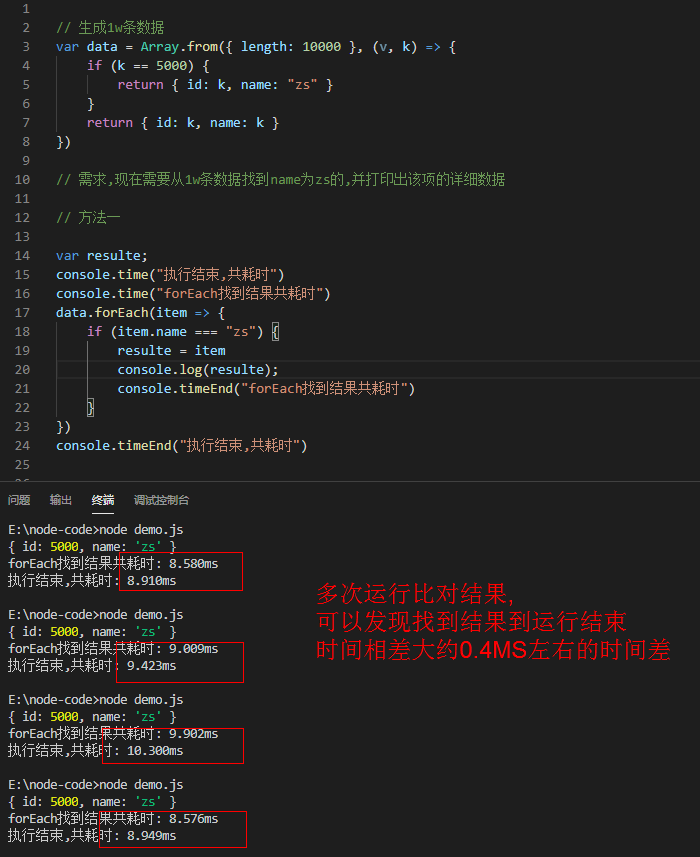 1
2 // 生成1w条数据
3 var data = Array.from({ length: 10000 }, (v, k) => {
4 if (k == 5000) {
5 return { id: k, name: "zs" }
6 }
7 return { id: k, name: k }
8 })
9
10 // 需求,现在需要从1w条数据找到name为zs的,并打印出该项的详细数据
11
12 // 方法一
13
14 var resulte;
15 console.time("执行结束,共耗时")
16 console.time("forEach找到结果共耗时")
17 data.forEach(item => {
18 if (item.name === "zs") {
19 resulte = item
20 console.log(resulte);
21 console.timeEnd("forEach找到结果共耗时")
22 }
23 })
24 console.timeEnd("执行结束,共耗时")
25
问题 输出 终端 调试控制台
E:\node-code>node demo.js
{ id: 5000, name: 'zs' }
forEach找到结果共耗时: 8.580ms
执行结束,共耗时: 8.910ms
E:\node-code>node demo.js
{ id: 5000, name: 'zs' }
forEach找到结果共耗时: 9.009ms
执行结束,共耗时: 9.423ms
E:\node-code>node demo.js
{ id: 5000, name: 'zs' }
forEach找到结果共耗时: 9.902ms
执行结束,共耗时: 10.300ms
E:\node-code>node demo.js
{ id: 5000, name: 'zs' }
forEach找到结果共耗时: 8.576ms
执行结束,共耗时: 8.949ms
多次运行比对结果,
可以发现找到结果到运行结束
时间相差大约0.4MS左右的时间差